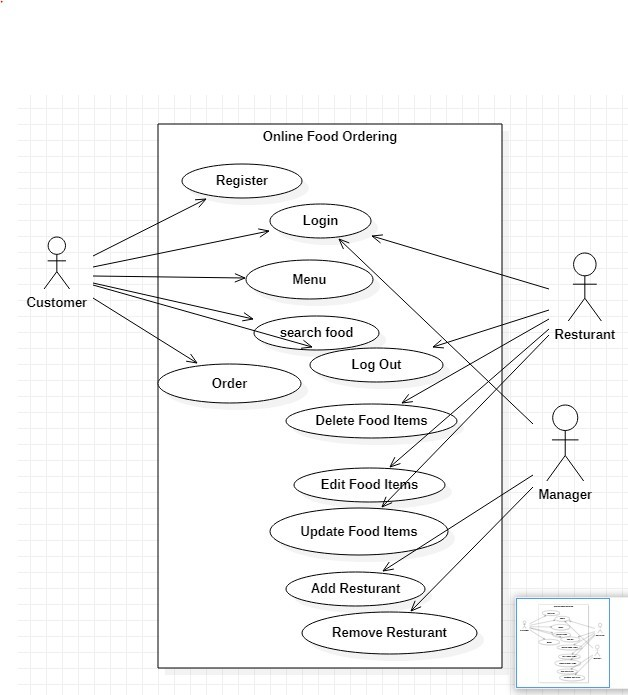 Online Food Ordering
Register
Login
Menu
Customer
search food
Resturant
Log Out
Order
Delete Food Items
Edit Food Items
Manager
Update Food Items
Add Resturant
Remove Resturant